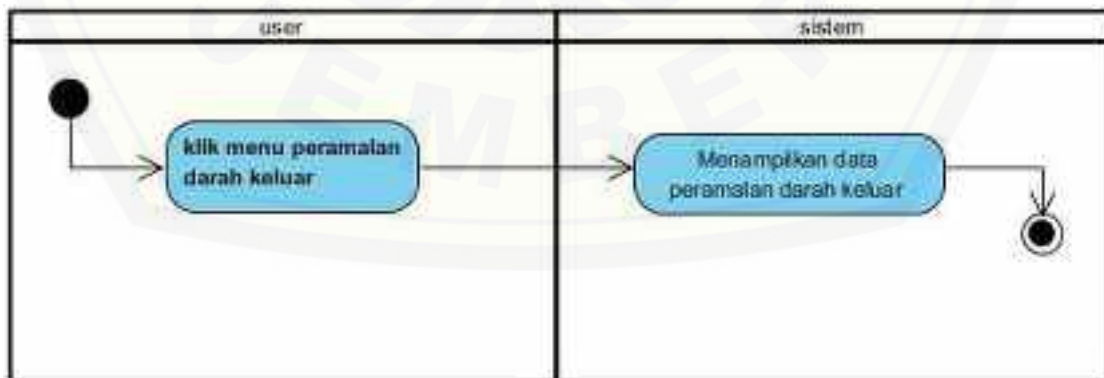 user
sistem
klik menu peramalan
darah keluar
Menampilkan data
peramalan darah keluar